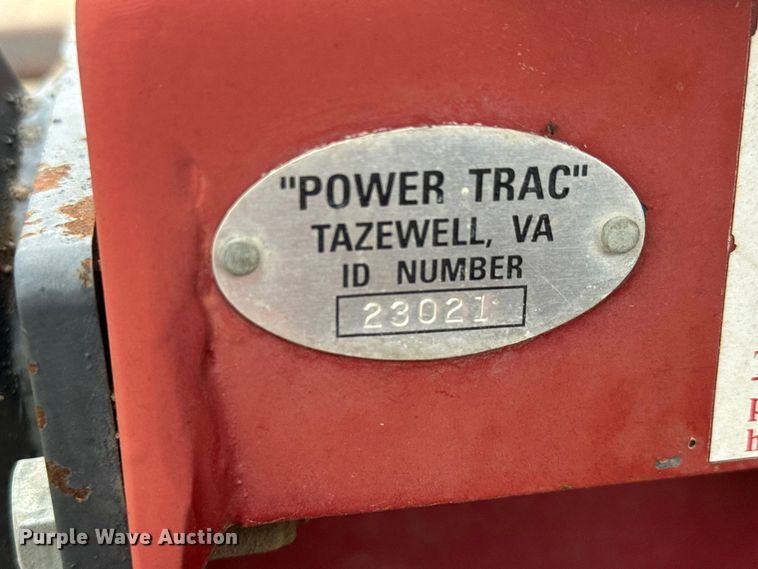 "POWER TRAC"
TAZEWELL, VA
ID NUMBER
23021
Purple Wave Auction